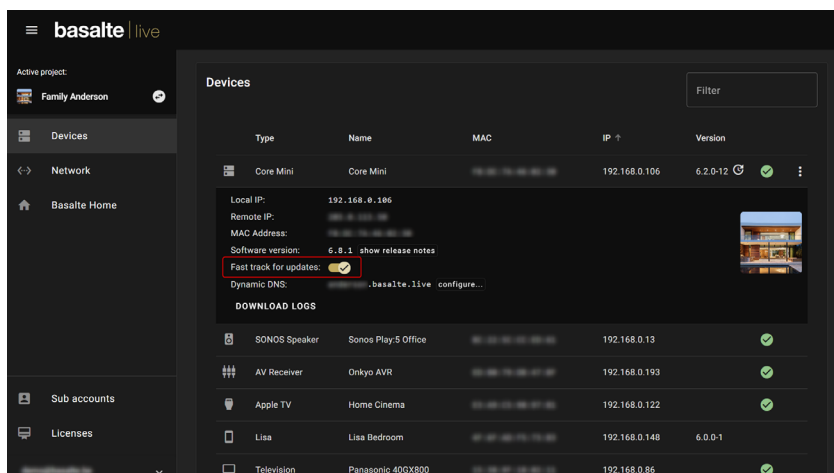 basalte live
Active project:
Family Anderson
Devices
Network
Basalte Home
Sub accounts
Licenses
Devices
Filter
Type Name MAC IP ↑ Version
Core Mini Core Mini 192.168.0.106 6.2.0-12
Local IP: 192.168.0.106
Remote IP:
MAC Address:
Software version: 6.8.1 show release notes
Fast track for updates:
Dynamic DNS: .basalte.live configure...
DOWNLOAD LOGS
SONOS Speaker Sonos Play:5 Office 192.168.0.13
AV Receiver Onkyo AVR 192.168.0.193
Apple TV Home Cinema 192.168.0.122
Lisa Lisa Bedroom 192.168.0.148 6.0.0-1
Television Panasonic 40GX800 192.168.0.86